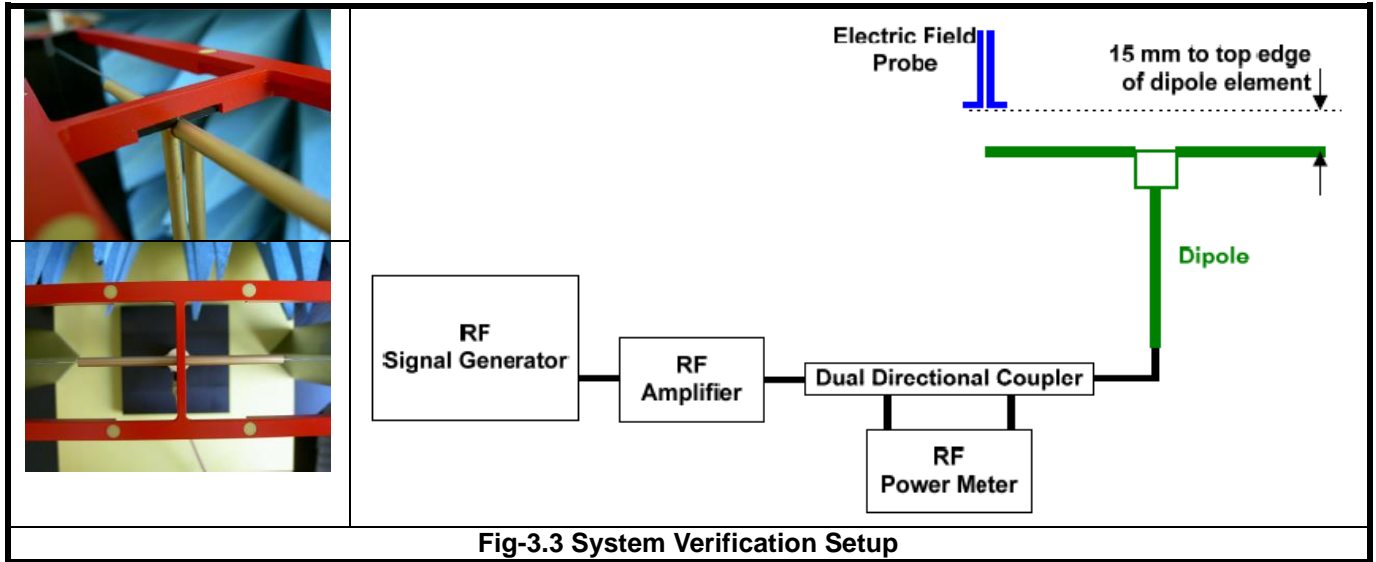 Electric Field
Probe
15 mm to top edge
of dipole element
Dipole
RF
Signal Generator
RF
Amplifier
Dual Directional Coupler
RF
Power Meter
Fig-3.3 System Verification Setup